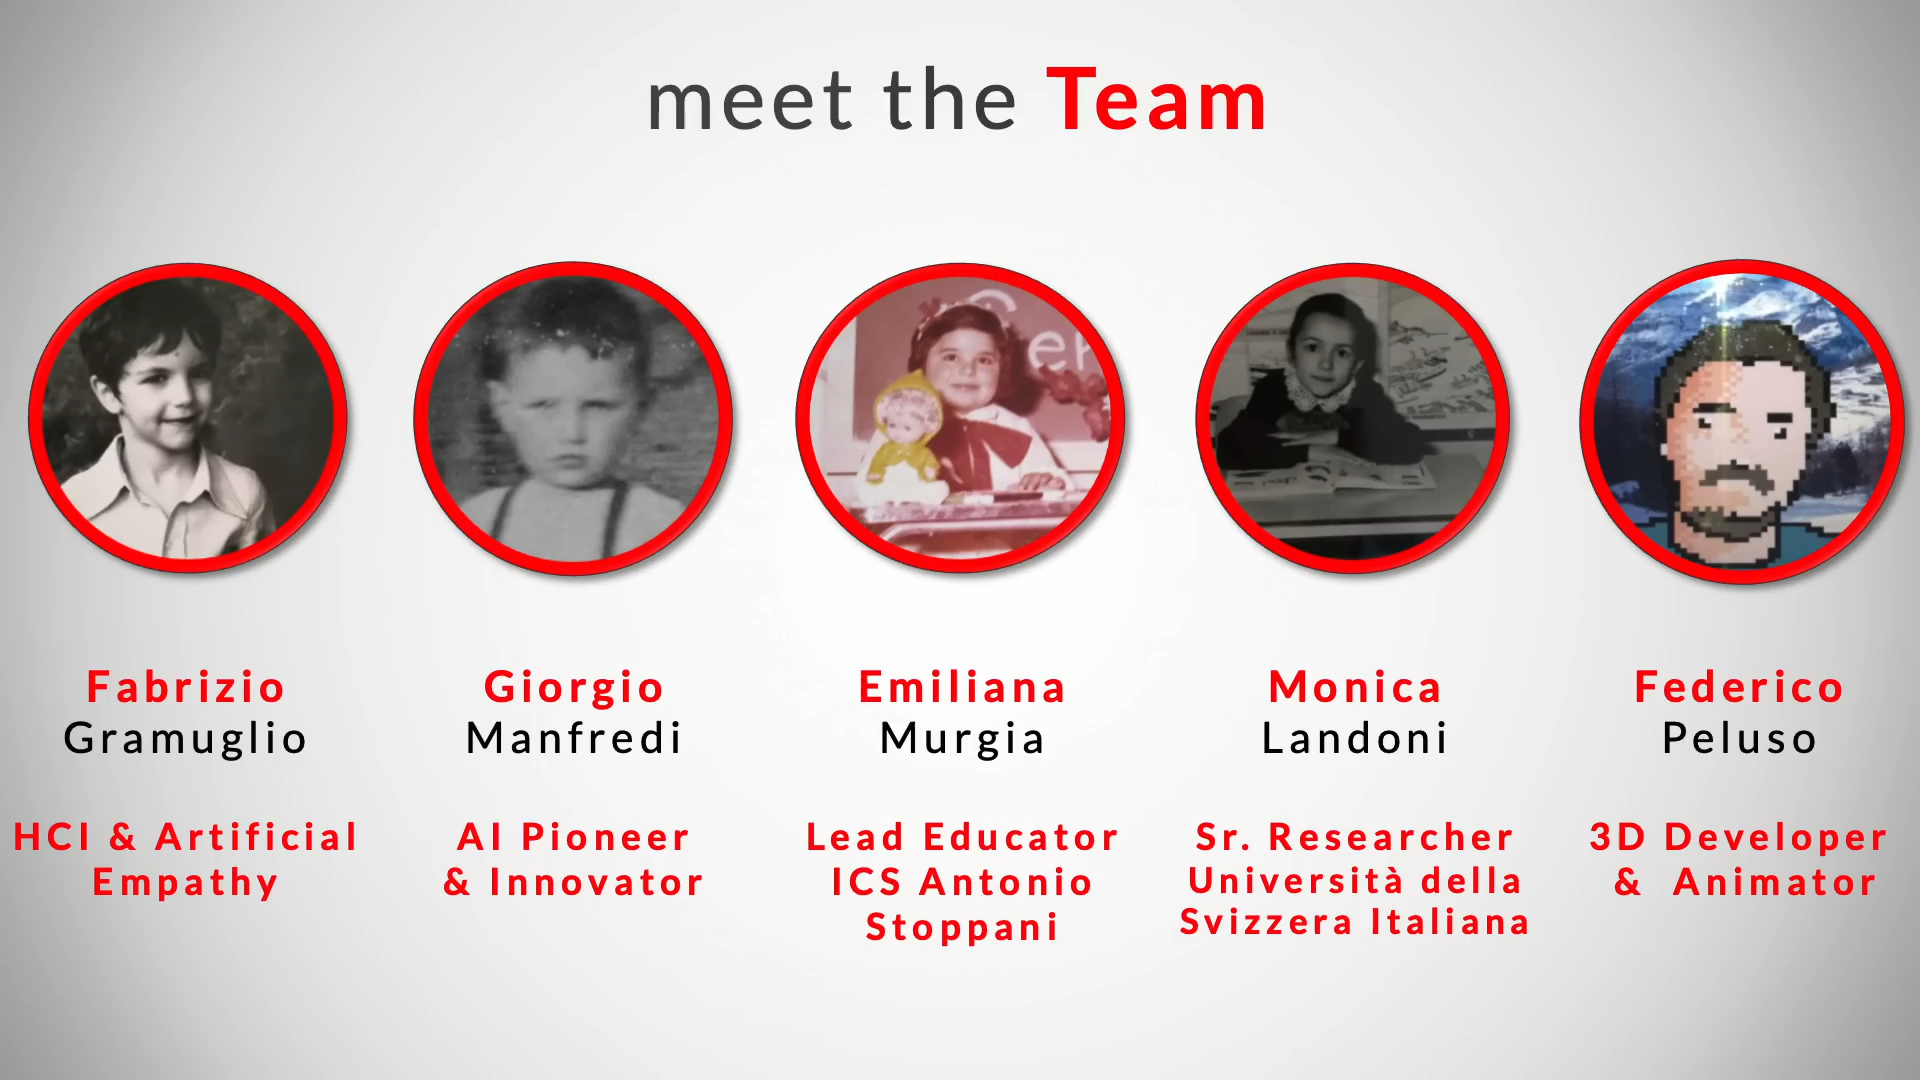 meet the Team
er
Fabrizio
Gramuglio
Giorgio
Manfredi
Emiliana
Murgia
Monica
Landoni
Federico
Peluso
HCI & Artificial
Empathy
AI Pioneer
& Innovator
Lead Educator
ICS Antonio
Stoppani
Sr. Researcher
Università della
Svizzera Italiana
3D Developer
& Animator